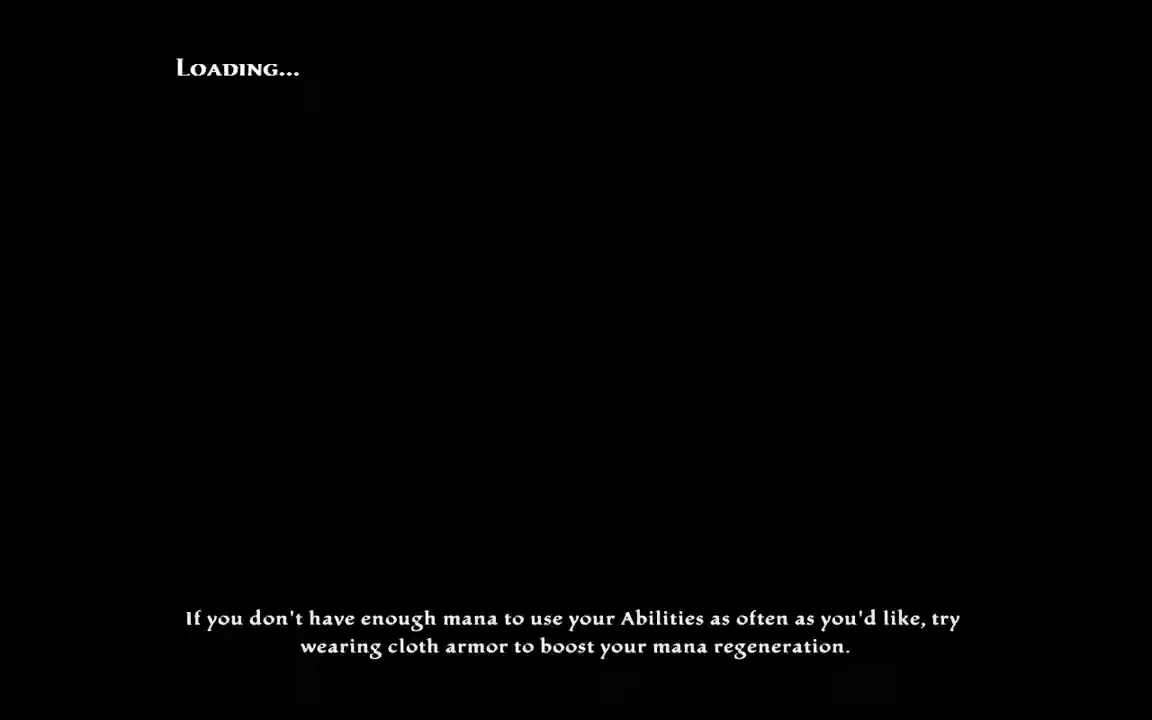 Loading...
If you don't have enough mana to use your Abilities as often as you'd like, try
wearing cloth armor to boost your mana regeneration.